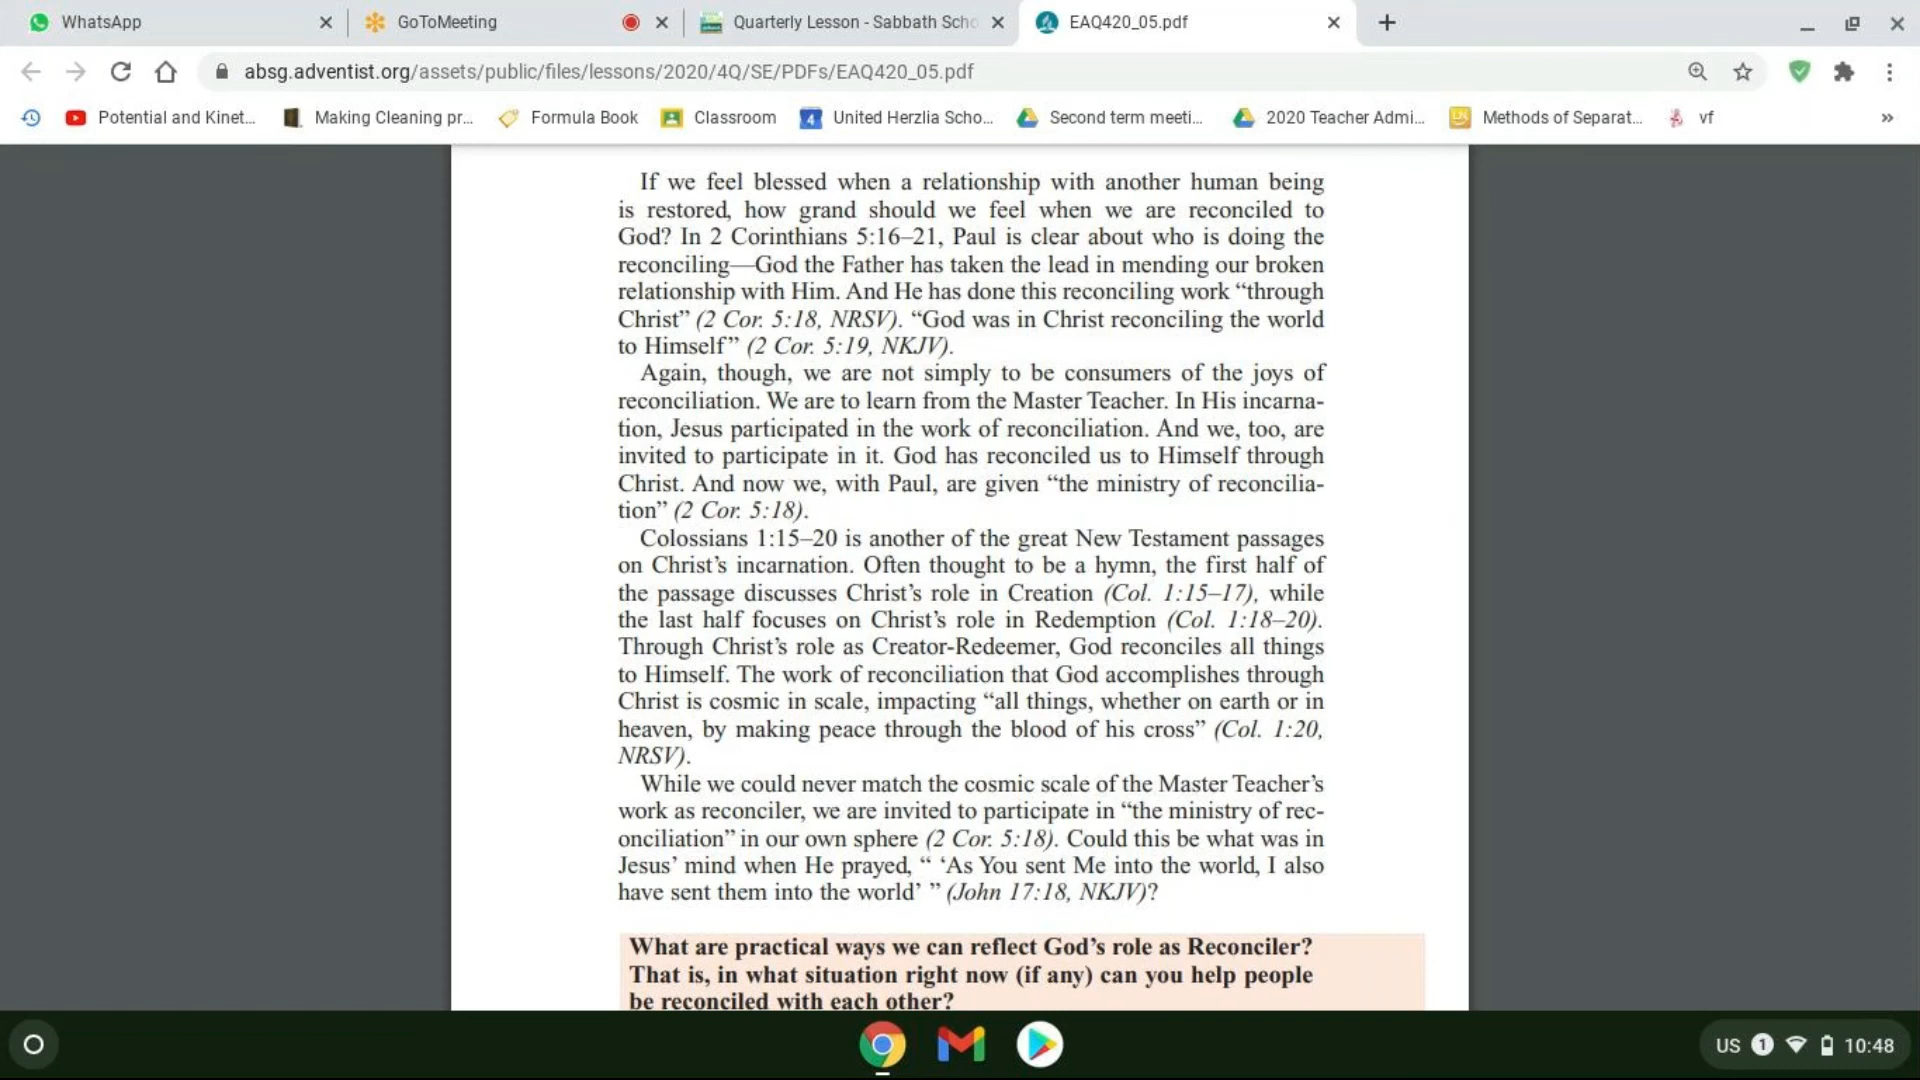 WhatsApp
GoToMeeting
Quarterly Lesson - Sabbath Scho
EAQ420_05.pdf
absg.adventist.org/assets/public/files/lessons/2020/4Q/SE/PDFs/EAQ420_05.pdf
Potential and Kinet...
Making Cleaning pr...
Formula Book
Classroom
4
United Herzlia Scho...
Second term meeti...
2020 Teacher Admi...
Methods of Separat...
vf
»
If we feel blessed when a relationship with another human being
is restored, how grand should we feel when we are reconciled to
God? In 2 Corinthians 5:16–21, Paul is clear about who is doing the
reconciling—God the Father has taken the lead in mending our broken
relationship with Him. And He has done this reconciling work “through
Christ” (2 Cor. 5:18, NRSV). “God was in Christ reconciling the world
to Himself” (2 Cor. 5:19, NKJV).
Again, though, we are not simply to be consumers of the joys of
reconciliation. We are to learn from the Master Teacher. In His incarna-
tion, Jesus participated in the work of reconciliation. And we, too, are
invited to participate in it. God has reconciled us to Himself through
Christ. And now we, with Paul, are given “the ministry of reconcilia-
tion” (2 Cor. 5:18).
Colossians 1:15–20 is another of the great New Testament passages
on Christ’s incarnation. Often thought to be a hymn, the first half of
the passage discusses Christ’s role in Creation (Col. 1:15–17), while
the last half focuses on Christ’s role in Redemption (Col. 1:18–20).
Through Christ’s role as Creator-Redeemer, God reconciles all things
to Himself. The work of reconciliation that God accomplishes through
Christ is cosmic in scale, impacting “all things, whether on earth or in
heaven, by making peace through the blood of his cross” (Col. 1:20,
NRSV).
While we could never match the cosmic scale of the Master Teacher’s
work as reconciler, we are invited to participate in “the ministry of rec-
onciliation” in our own sphere (2 Cor. 5:18). Could this be what was in
Jesus’ mind when He prayed, “ ‘As You sent Me into the world, I also
have sent them into the world’ ” (John 17:18, NKJV)?
What are practical ways we can reflect God’s role as Reconciler?
That is, in what situation right now (if any) can you help people
be reconciled with each other?
US 1 10:48